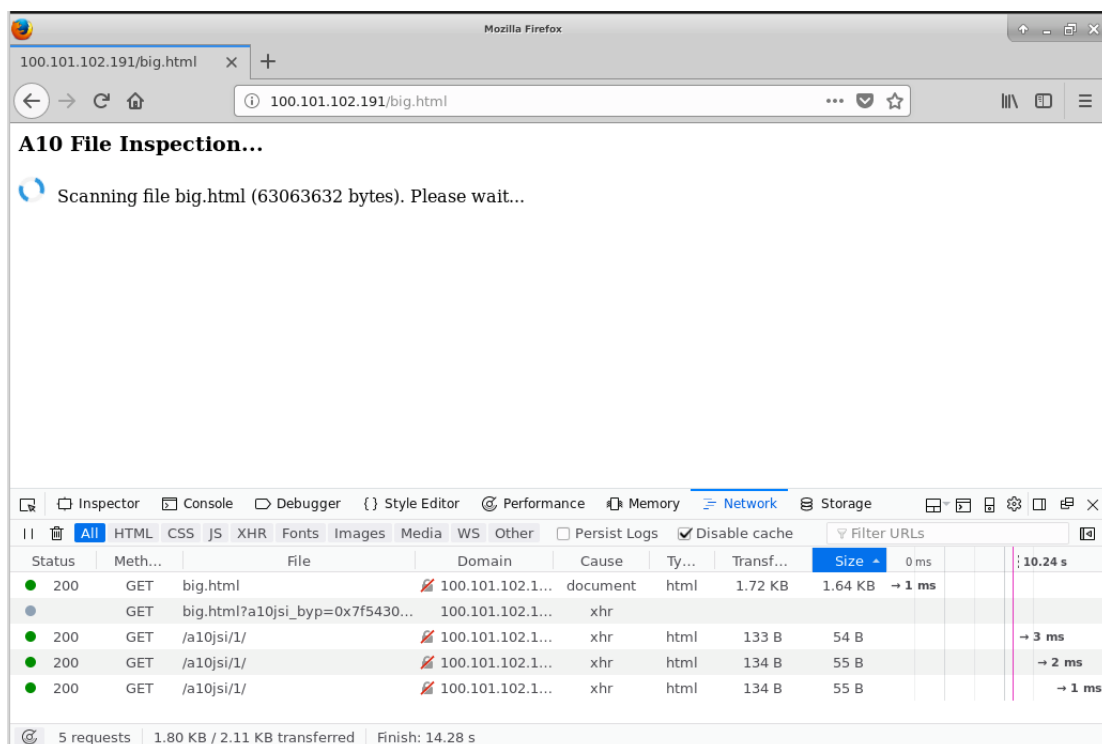 Mozilla Firefox
100.101.102.191/big.html
100.101.102.191/big.html
A10 File Inspection...
Scanning file big.html (63063632 bytes). Please wait...
Inspector Console Debugger {} Style Editor Performance Memory Network Storage
All HTML CSS JS XHR Fonts Images Media WS Other Persist Logs Disable cache Filter URLs
Status Meth... File Domain Cause Ty... Transf... Size 0 ms 10.24 s
200 GET big.html 100.101.102.1... document html 1.72 KB 1.64 KB → 1 ms
GET big.html?a10jsi_byp=0x7f5430... 100.101.102.1... xhr
200 GET /a10jsi/1/ 100.101.102.1... xhr html 133 B 54 B → 3 ms
200 GET /a10jsi/1/ 100.101.102.1... xhr html 134 B 55 B → 2 ms
200 GET /a10jsi/1/ 100.101.102.1... xhr html 134 B 55 B → 1 ms
5 requests 1.80 KB / 2.11 KB transferred Finish: 14.28 s